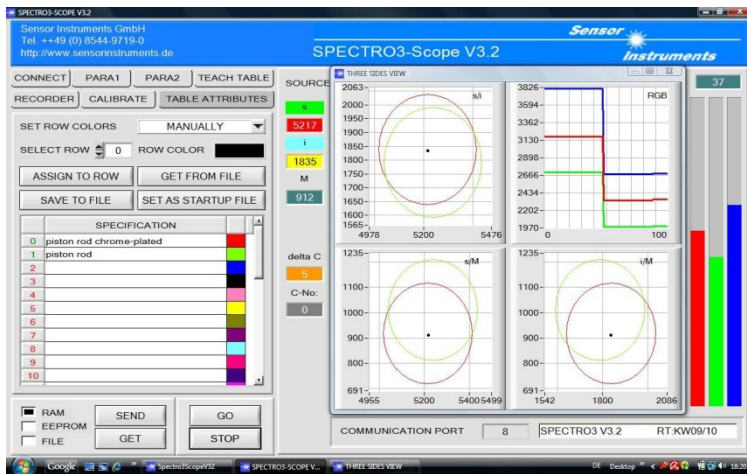 SPECTRO3-SCOPE V3.2
Sensor Instruments GmbH
Tel. ++49 (0) 8544-9719-0
http://www.sensorinstruments.de
SPECTRO3-Scope V3.2
Sensor
Instruments
CONNECT PARA1 PARA2 TEACH TABLE
RECORDER CALIBRATE TABLE ATTRIBUTES
SET ROW COLORS MANUALLY
SELECT ROW 0 ROW COLOR
ASSIGN TO ROW GET FROM FILE
SAVE TO FILE SET AS STARTUP FILE
SPECIFICATION
0 piston rod chrome-plated
1 piston rod
2
3
4
5
6
7
8
9
10
RAM
EEPROM
FILE
SEND GO
GET STOP
SOURCE
s
5217
i
1835
M
912
delta C
5
C-No:
0
THREE SIDES VIEW
s/i
2063-
2000-
1950-
1900-
1850-
1800-
1750-
1700-
1650-
1600-
1565-
4978 5200 5476
RGB
3826-
3594-
3362-
3130-
2898-
2666-
2434-
2202-
1970-
0 100
s/M
1235-
1100-
1000-
900-
800-
691-
4955 5200 5400 5499
i/M
1235-
1100-
1000-
900-
800-
691-
1542 1800 2086
37
COMMUNICATION PORT 8 SPECTRO3 V3.2 RT:KW09/10
Google Spectro3ScopeV32 SPECTRO3-SCOPE V... THREE SIDES VIEW DE Desktop 18:20